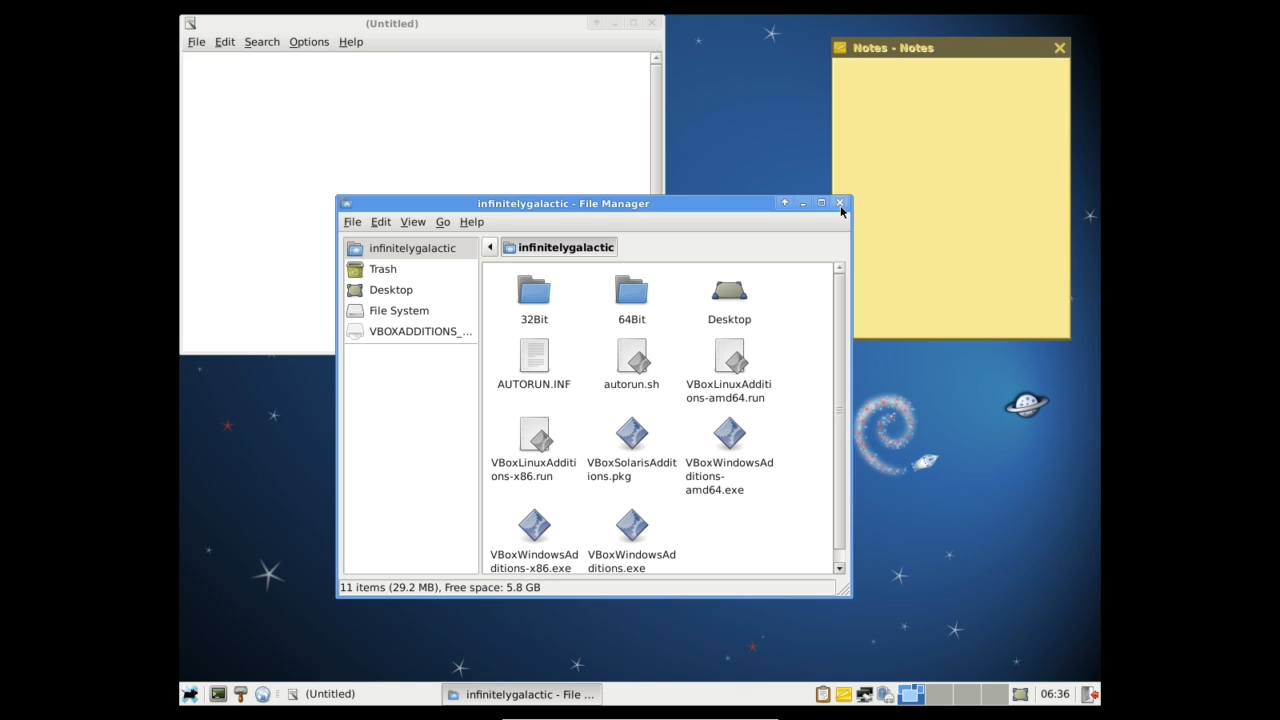 (Untitled)
File Edit Search Options Help
Notes - Notes
infinitelygalactic - File Manager
File Edit View Go Help
infinitelygalactic
Trash
Desktop
File System
VBOXADDITIONS_...
infinitelygalactic
32Bit
64Bit
Desktop
AUTORUN.INF
autorun.sh
VBoxLinuxAdditi
ons-amd64.run
VBoxLinuxAdditi
ons-x86.run
VBoxSolarisAddit
ions.pkg
VBoxWindowsAd
ditions-
amd64.exe
VBoxWindowsAd
ditions-x86.exe
VBoxWindowsAd
ditions.exe
11 items (29.2 MB), Free space: 5.8 GB
(Untitled)
infinitelygalactic - File ...
06:36